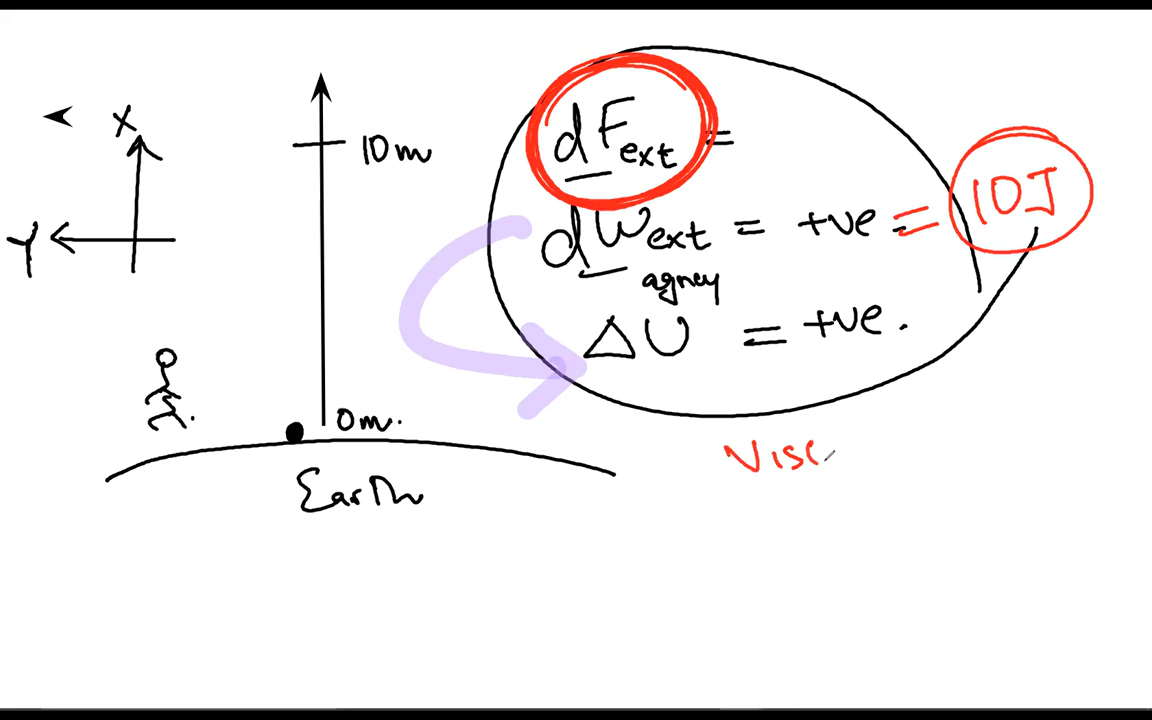 X
Y
10m
0m.
Earth
dFext =
dWext = +ve = 10J
agney
ΔU = +ve.
Visc